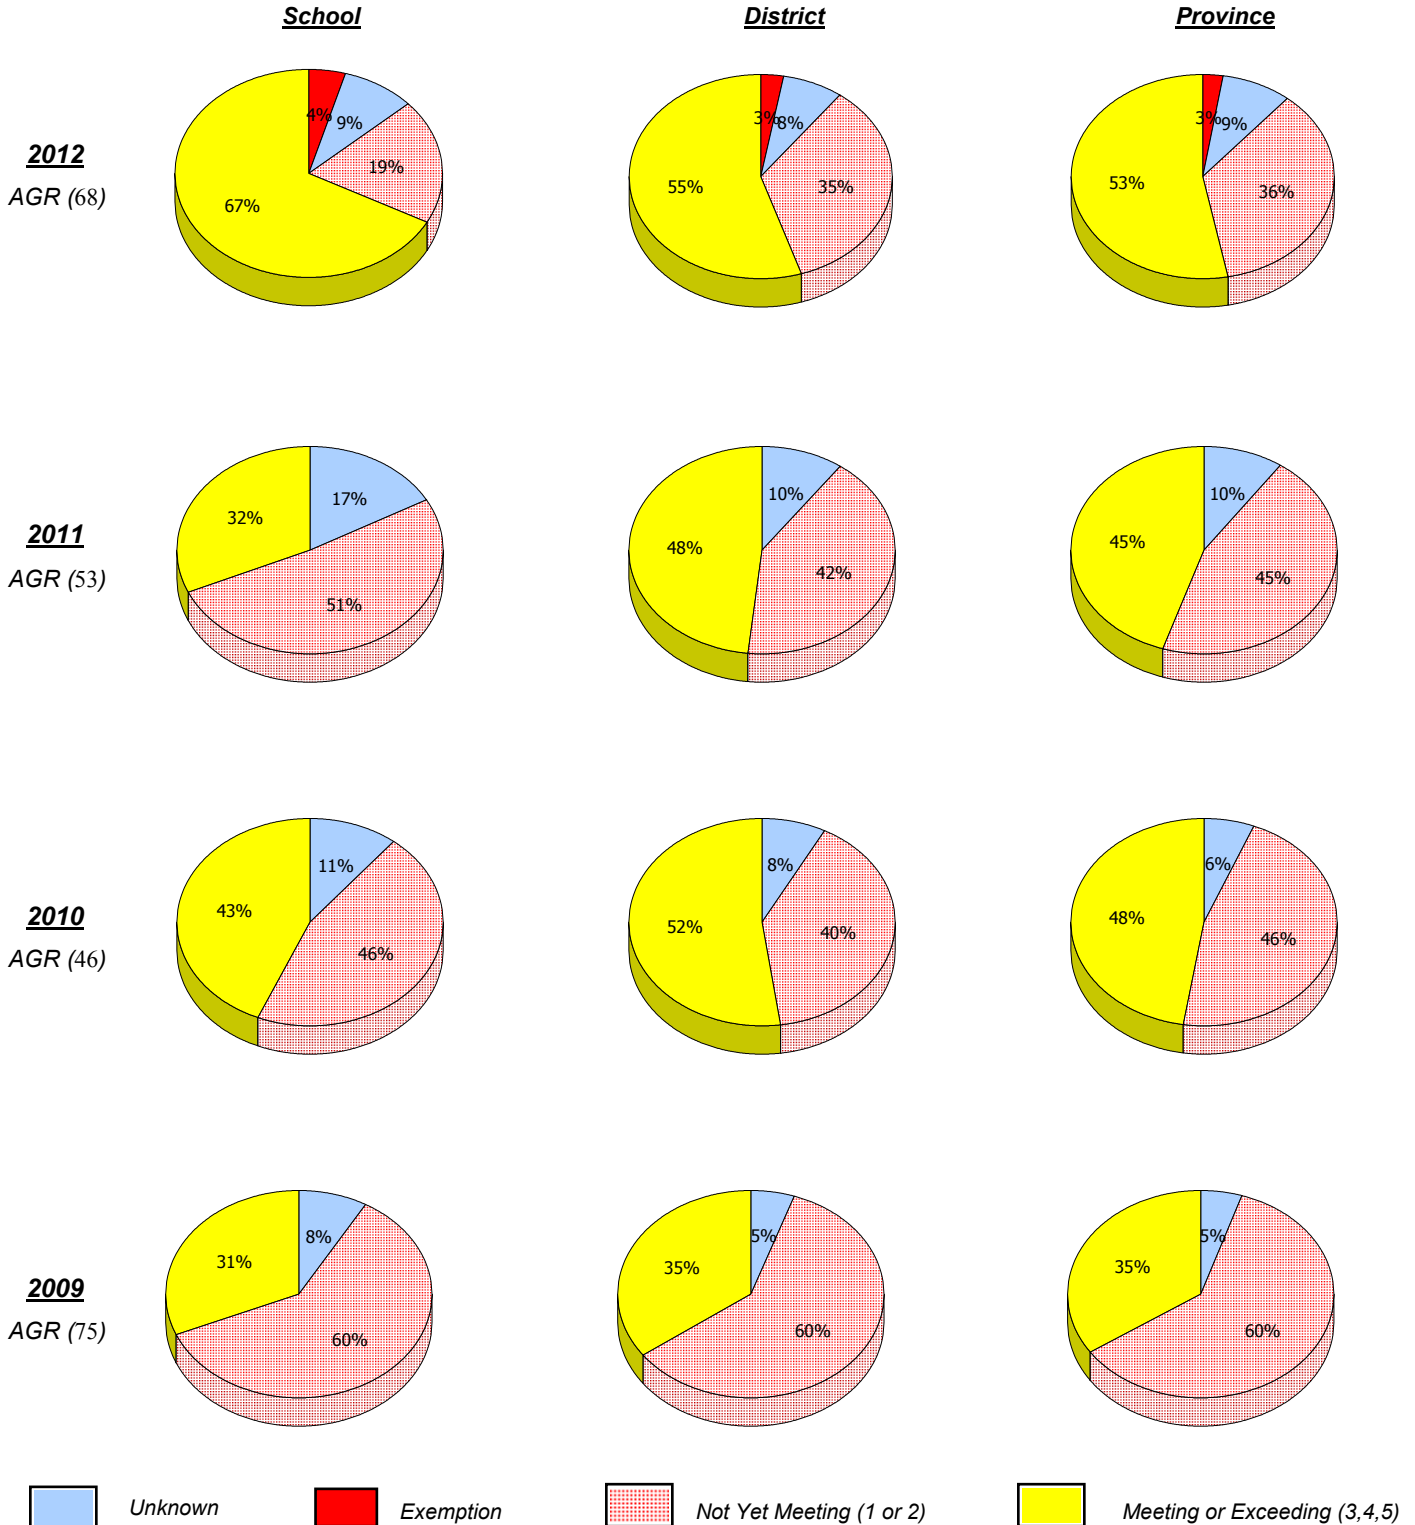 School District Province
2012
AGR (68)
4% 9% 19% 67%
3% 8% 35% 55%
3% 9% 36% 53%
2011
AGR (53)
17% 51% 32%
10% 42% 48%
10% 45% 45%
2010
AGR (46)
11% 46% 43%
8% 40% 52%
6% 46% 48%
2009
AGR (75)
8% 60% 31%
5% 60% 35%
5% 60% 35%
Unknown Exemption Not Yet Meeting (1 or 2) Meeting or Exceeding (3,4,5)